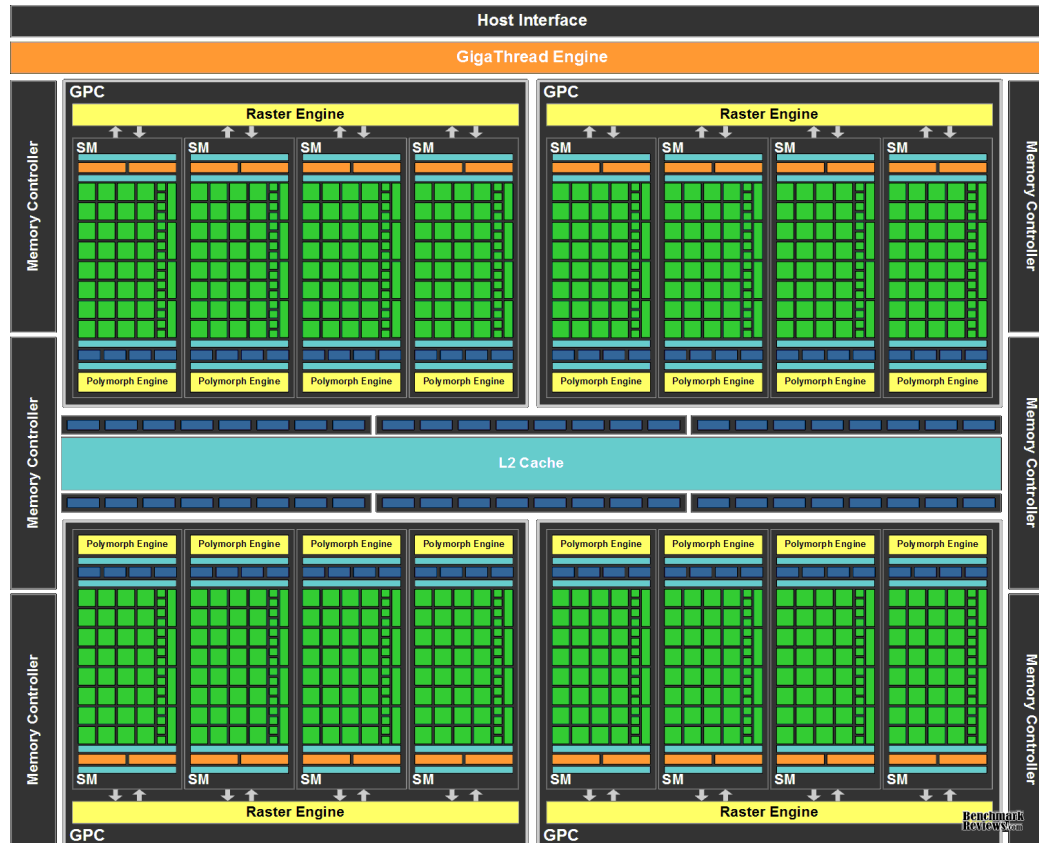 Host Interface
GigaThread Engine
GPC
GPC
Raster Engine
Raster Engine
Memory Controller
Memory Controller
SM
SM
SM
SM
SM
SM
SM
SM
Polymorph Engine
Polymorph Engine
Polymorph Engine
Polymorph Engine
Polymorph Engine
Polymorph Engine
Polymorph Engine
Polymorph Engine
Memory Controller
L2 Cache
Memory Controller
Polymorph Engine
Polymorph Engine
Polymorph Engine
Polymorph Engine
Polymorph Engine
Polymorph Engine
Polymorph Engine
Polymorph Engine
Memory Controller
Memory Controller
SM
SM
SM
SM
SM
SM
SM
SM
Raster Engine
Raster Engine
GPC
GPC
Benchmark
Reviews.com